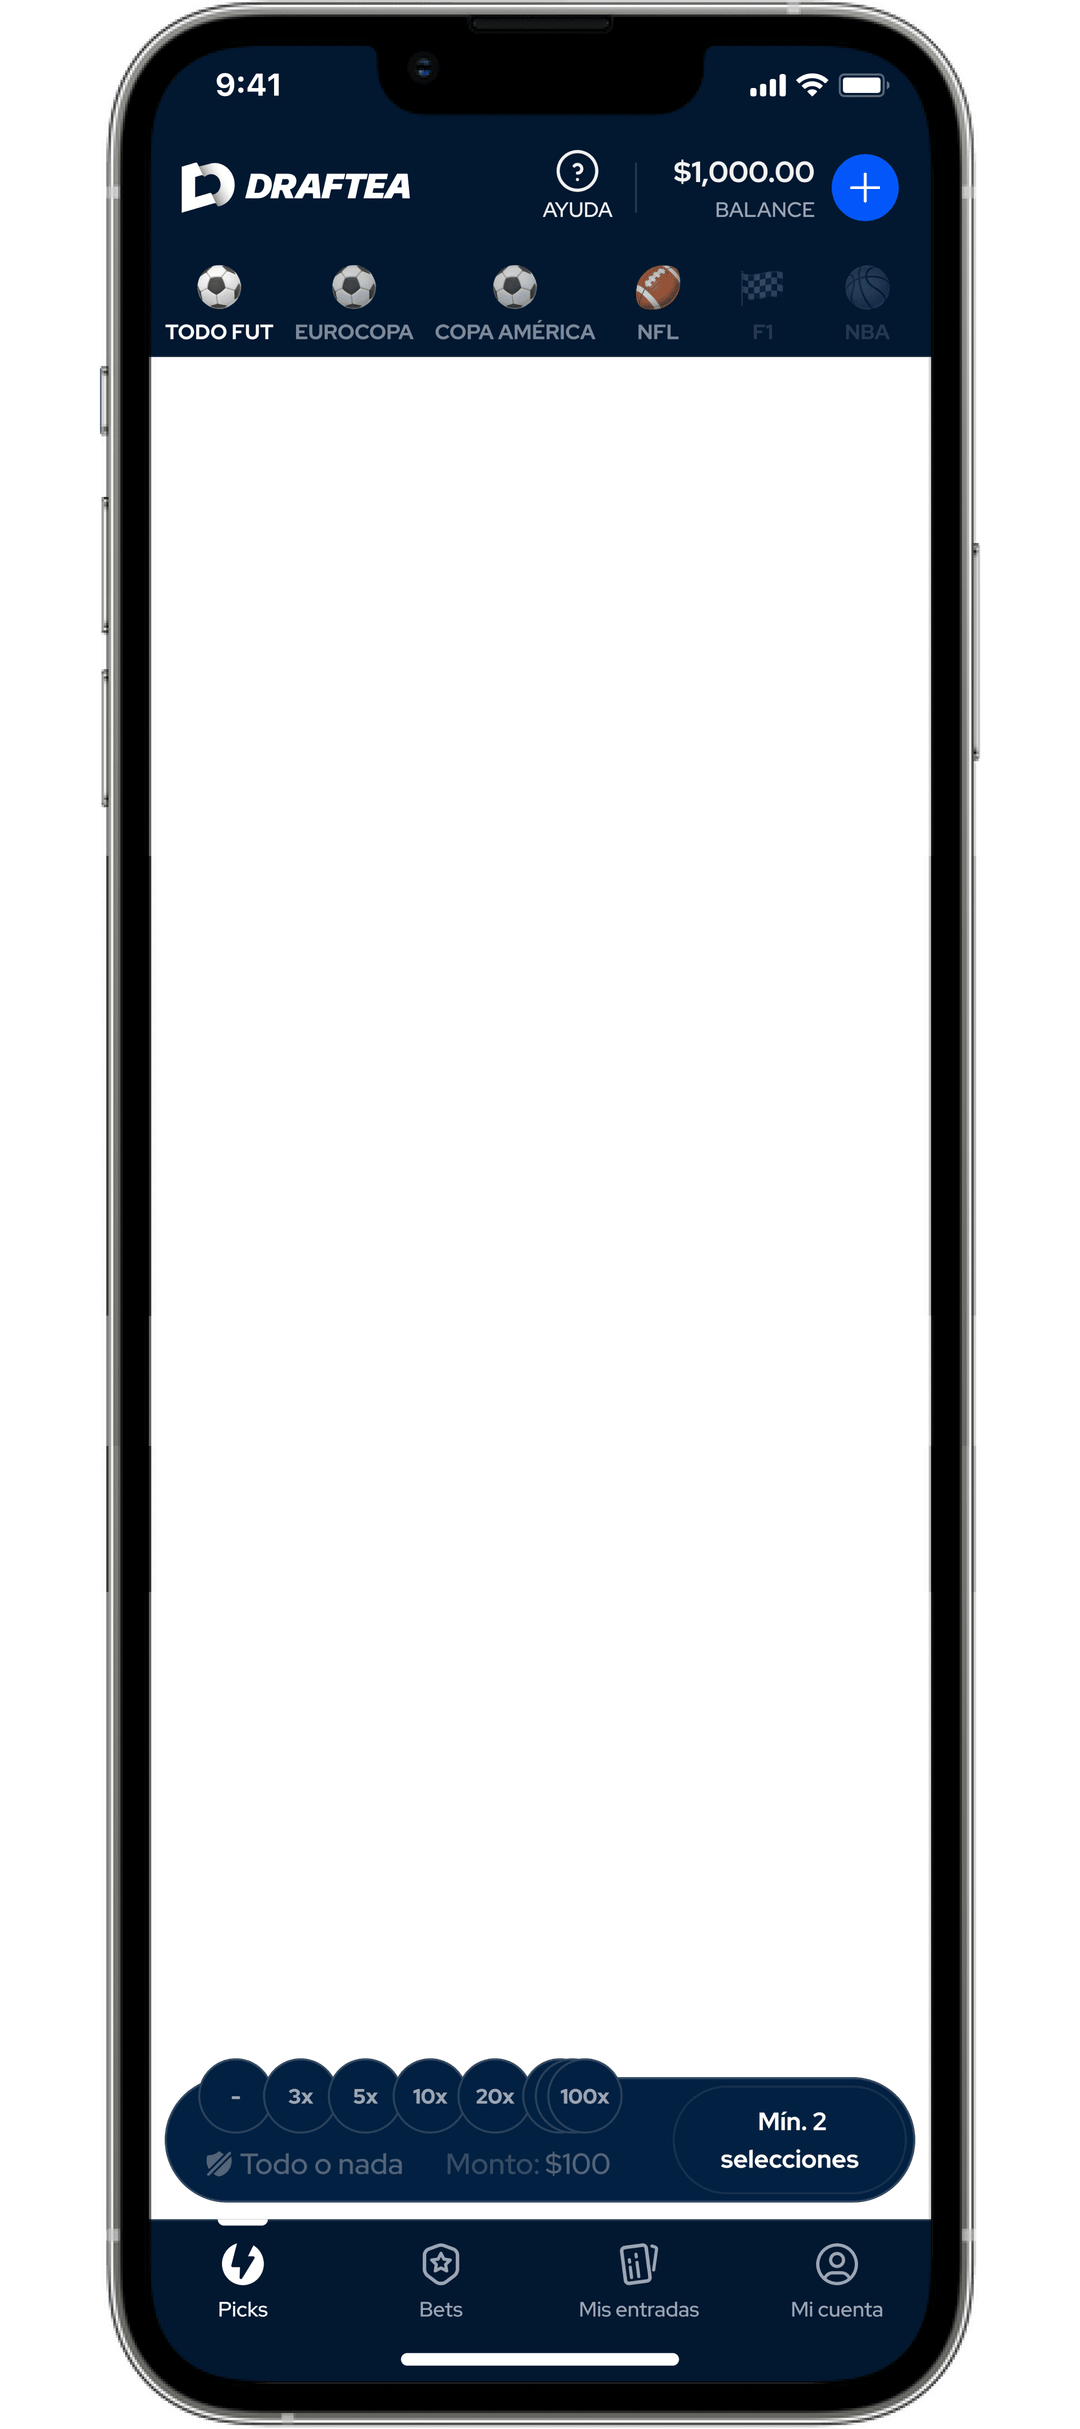 9:41
DRAFTEA
?
AYUDA
$1,000.00
BALANCE
TODO FUT
EUROCOPA
COPA AMÉRICA
NFL
F1
NBA
-
3x
5x
10x
20x
100x
Todo o nada
Monto: $100
Mín. 2
selecciones
Picks
Bets
Mis entradas
Mi cuenta